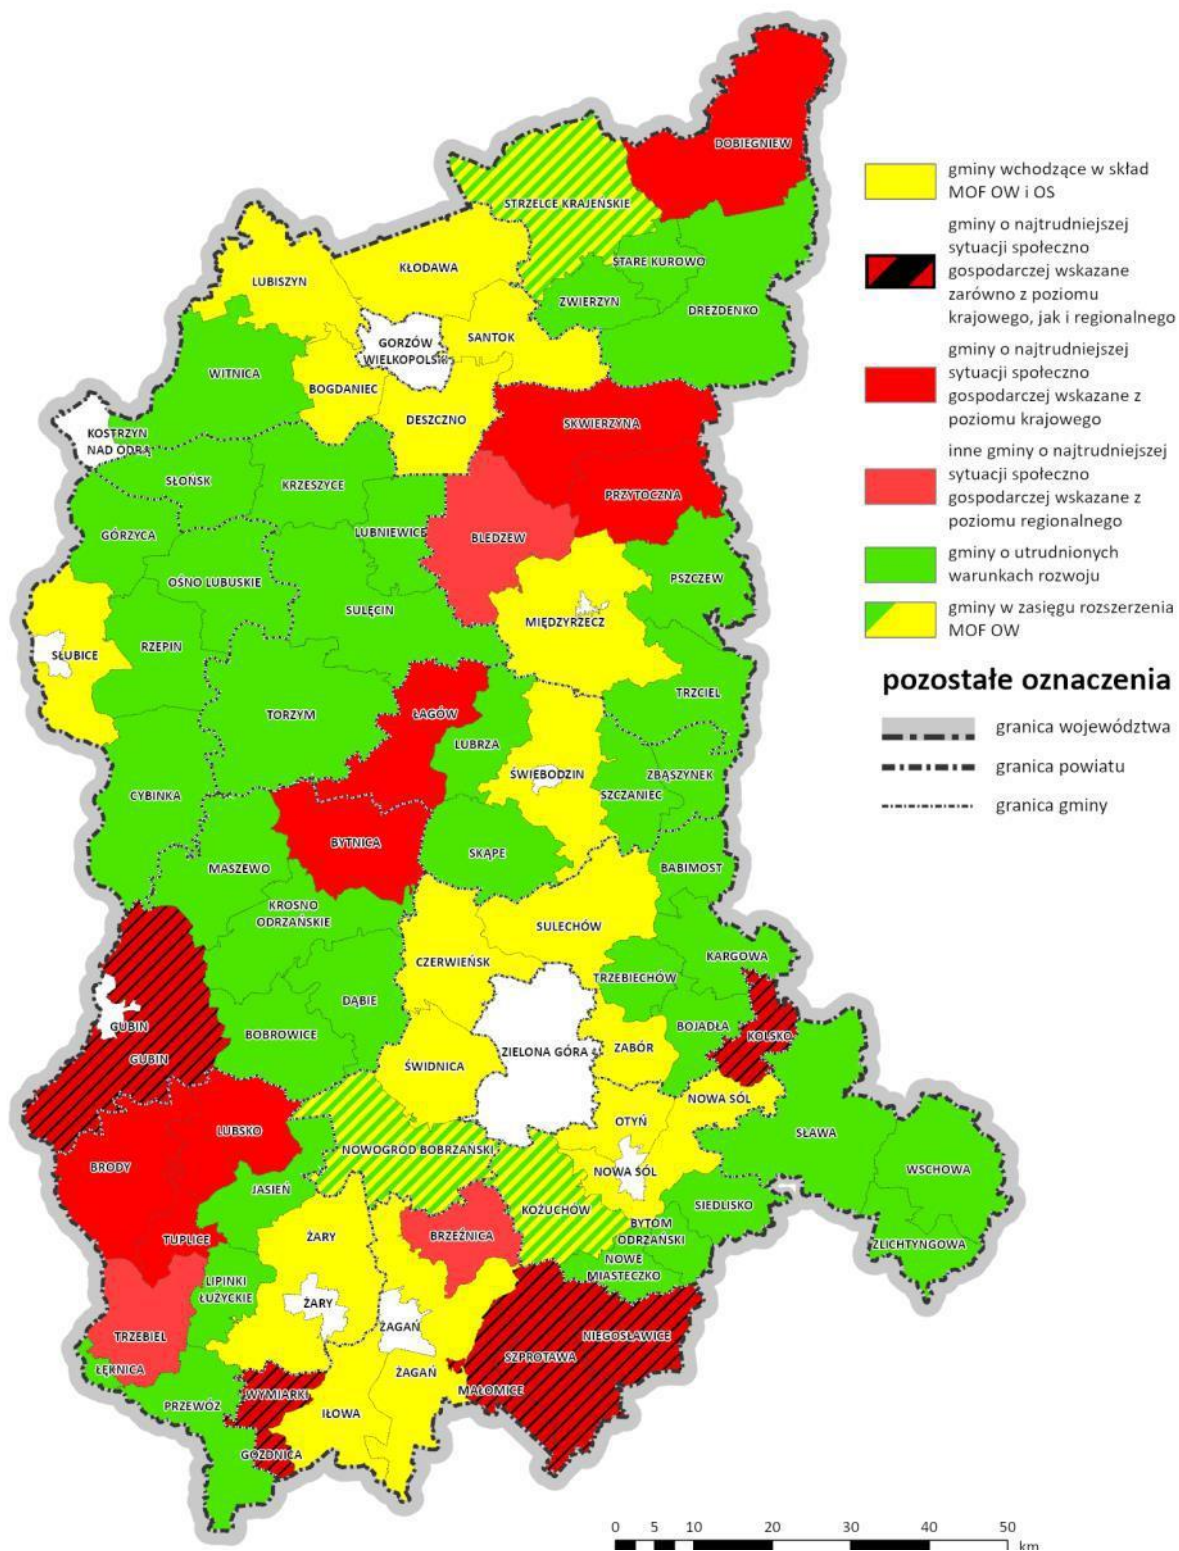 DOBIEGNIEW
STRZELCE KRAJEŃSKIE
STARE KUROWO
KŁODAWA
LUBISZYN
ZWIERZYN
DREZDENKO
SANTOK
GORZÓW
WIELKOPOLSKI
WITNICA
BOGDANIEC
DESZCZNO
SKWIERZYNA
KOSTRZYN
NAD ODRĄ
SŁOŃSK
KRZESZYCE
PRZYTOCZNA
LUBNIEWICE
GÓRZYCA
BLEDZEW
OŚNO LUBUSKIE
PSZCZEW
SULĘCIN
MIĘDZYRZECZ
RZEPIN
SŁUBICE
TRZCIEL
TORZYM
ŁAGÓW
LUBRZA
ŚWIEBODZIN
ZBĄSZYNEK
CYBINKA
SZCZANIEC
BYTNICA
SKĄPE
MASZEWO
BABIMOST
KROSNO
ODRZAŃSKIE
SULECHÓW
CZERWIEŃSK
KARGOWA
TRZEBIECHÓW
DĄBIE
GUBIN
BOBROWICE
BOJADŁA
KOLSKO
GUBIN
ZIELONA GÓRA
ZABÓR
ŚWIDNICA
NOWA SÓL
LUBSKO
OTYŃ
SŁAWA
NOWOGRÓD BOBRZAŃSKI
BRODY
NOWA SÓL
WSCHOWA
JASIEŃ
SIEDLISKO
KOŻUCHÓW
BYTOM
ODRZAŃSKI
TUPLICE
ŻARY
BRZEŹNICA
ZLICHTYNGOWA
NOWE
MIASTECZKO
LIPINKI
ŁUŻYCKIE
ŻARY
ŻAGAŃ
TRZEBIEL
NIEGOSŁAWICE
SZPROTAWA
ŁĘKNICA
ŻAGAŃ
MAŁOMICE
WYMIARKI
PRZEWÓZ
IŁOWA
GOZDNICA
gminy wchodzące w skład
MOF OW i OS
gminy o najtrudniejszej
sytuacji społeczno
gospodarczej wskazane
zarówno z poziomu
krajowego, jak i regionalnego
gminy o najtrudniejszej
sytuacji społeczno
gospodarczej wskazane z
poziomu krajowego
inne gminy o najtrudniejszej
sytuacji społeczno
gospodarczej wskazane z
poziomu regionalnego
gminy o utrudnionych
warunkach rozwoju
gminy w zasięgu rozszerzenia
MOF OW
pozostałe oznaczenia
granica województwa
granica powiatu
granica gminy
0 5 10 20 30 40 50
km